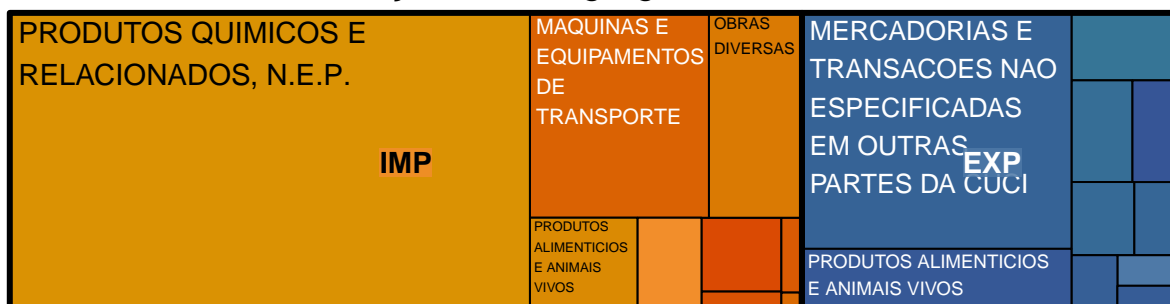 PRODUTOS QUIMICOS E
RELACIONADOS, N.E.P.
IMP
MAQUINAS E
EQUIPAMENTOS
DE
TRANSPORTE
OBRAS
DIVERSAS
PRODUTOS
ALIMENTICIOS
E ANIMAIS
VIVOS
MERCADORIAS E
TRANSACOES NAO
ESPECIFICADAS
EM OUTRAS
PARTES DA CUCI
EXP
PRODUTOS ALIMENTICIOS
E ANIMAIS VIVOS